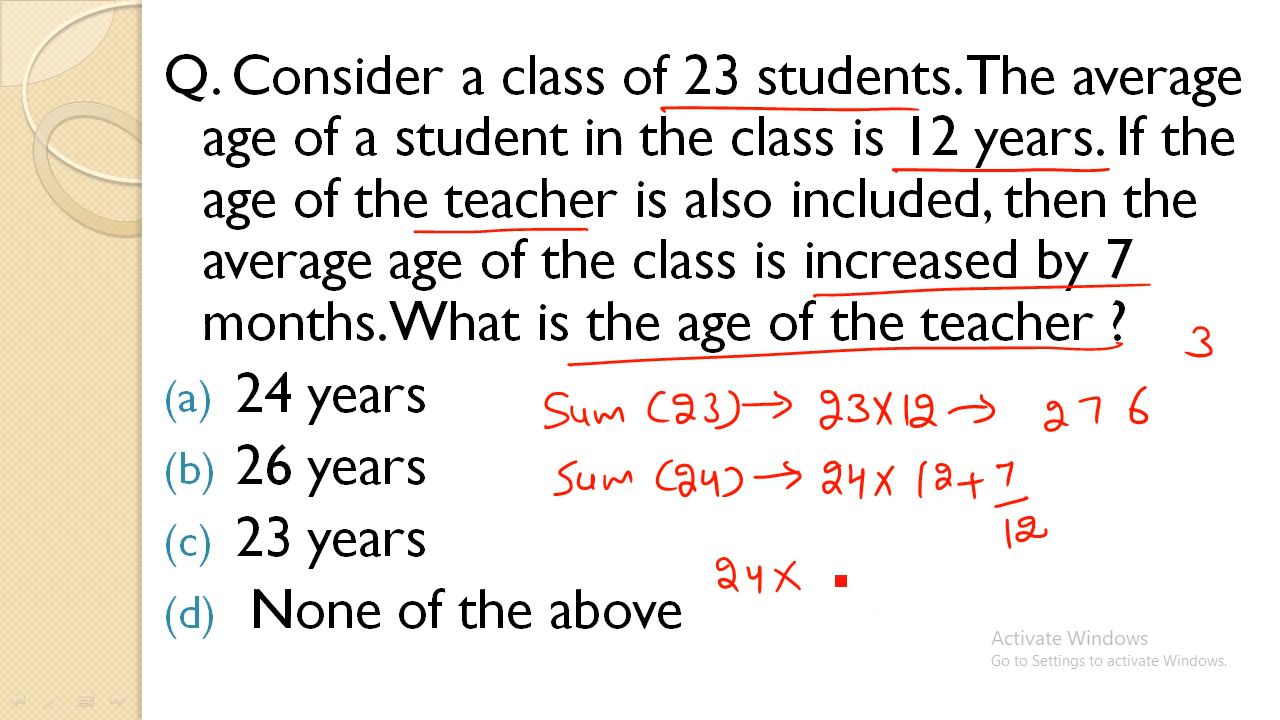 Q. Consider a class of 23 students. The average
age of a student in the class is 12 years. If the
age of the teacher is also included, then the
average age of the class is increased by 7
months. What is the age of the teacher ?
3
(a) 24 years
Sum (23) → 23×12 → 276
(b) 26 years
Sum (24) → 24× 12+ 7/12
(c) 23 years
24×
(d) None of the above
Activate Windows
Go to Settings to activate Windows.